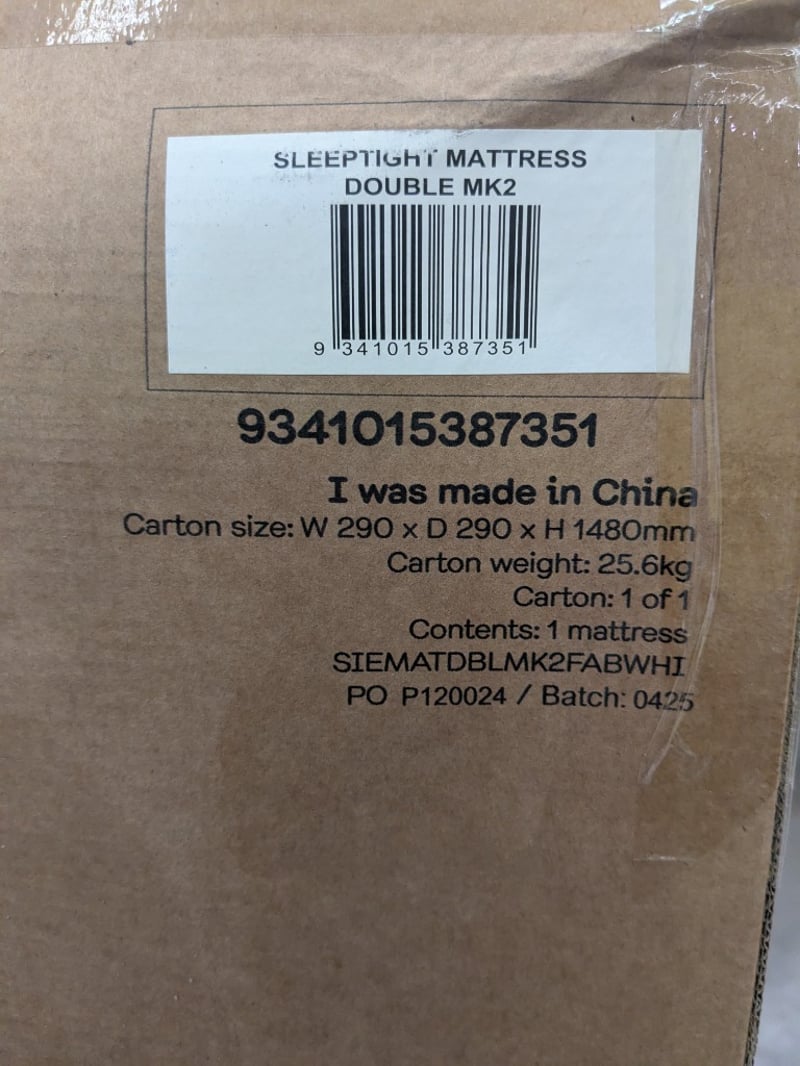 SLEEPTIGHT MATTRESS
DOUBLE MK2
9 341015 387351
9341015387351
I was made in China
Carton size: W 290 x D 290 x H 1480mm
Carton weight: 25.6kg
Carton: 1 of 1
Contents: 1 mattress
SIEMATDBLMK2FABWHI
PO P120024 / Batch: 0425